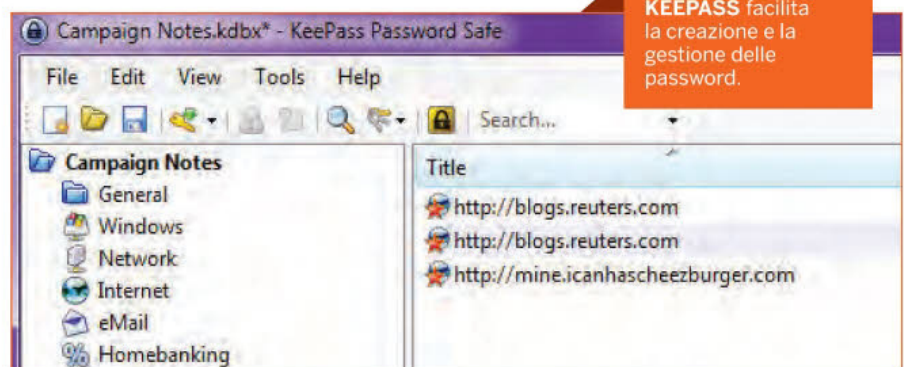 KEEPASS facilita
la creazione e la
gestione delle
password.
Campaign Notes.kdbx* - KeePass Password Safe
File Edit View Tools Help
Search...
Campaign Notes
General
Windows
Network
Internet
eMail
Homebanking
Title
http://blogs.reuters.com
http://blogs.reuters.com
http://mine.icanhascheezburger.com